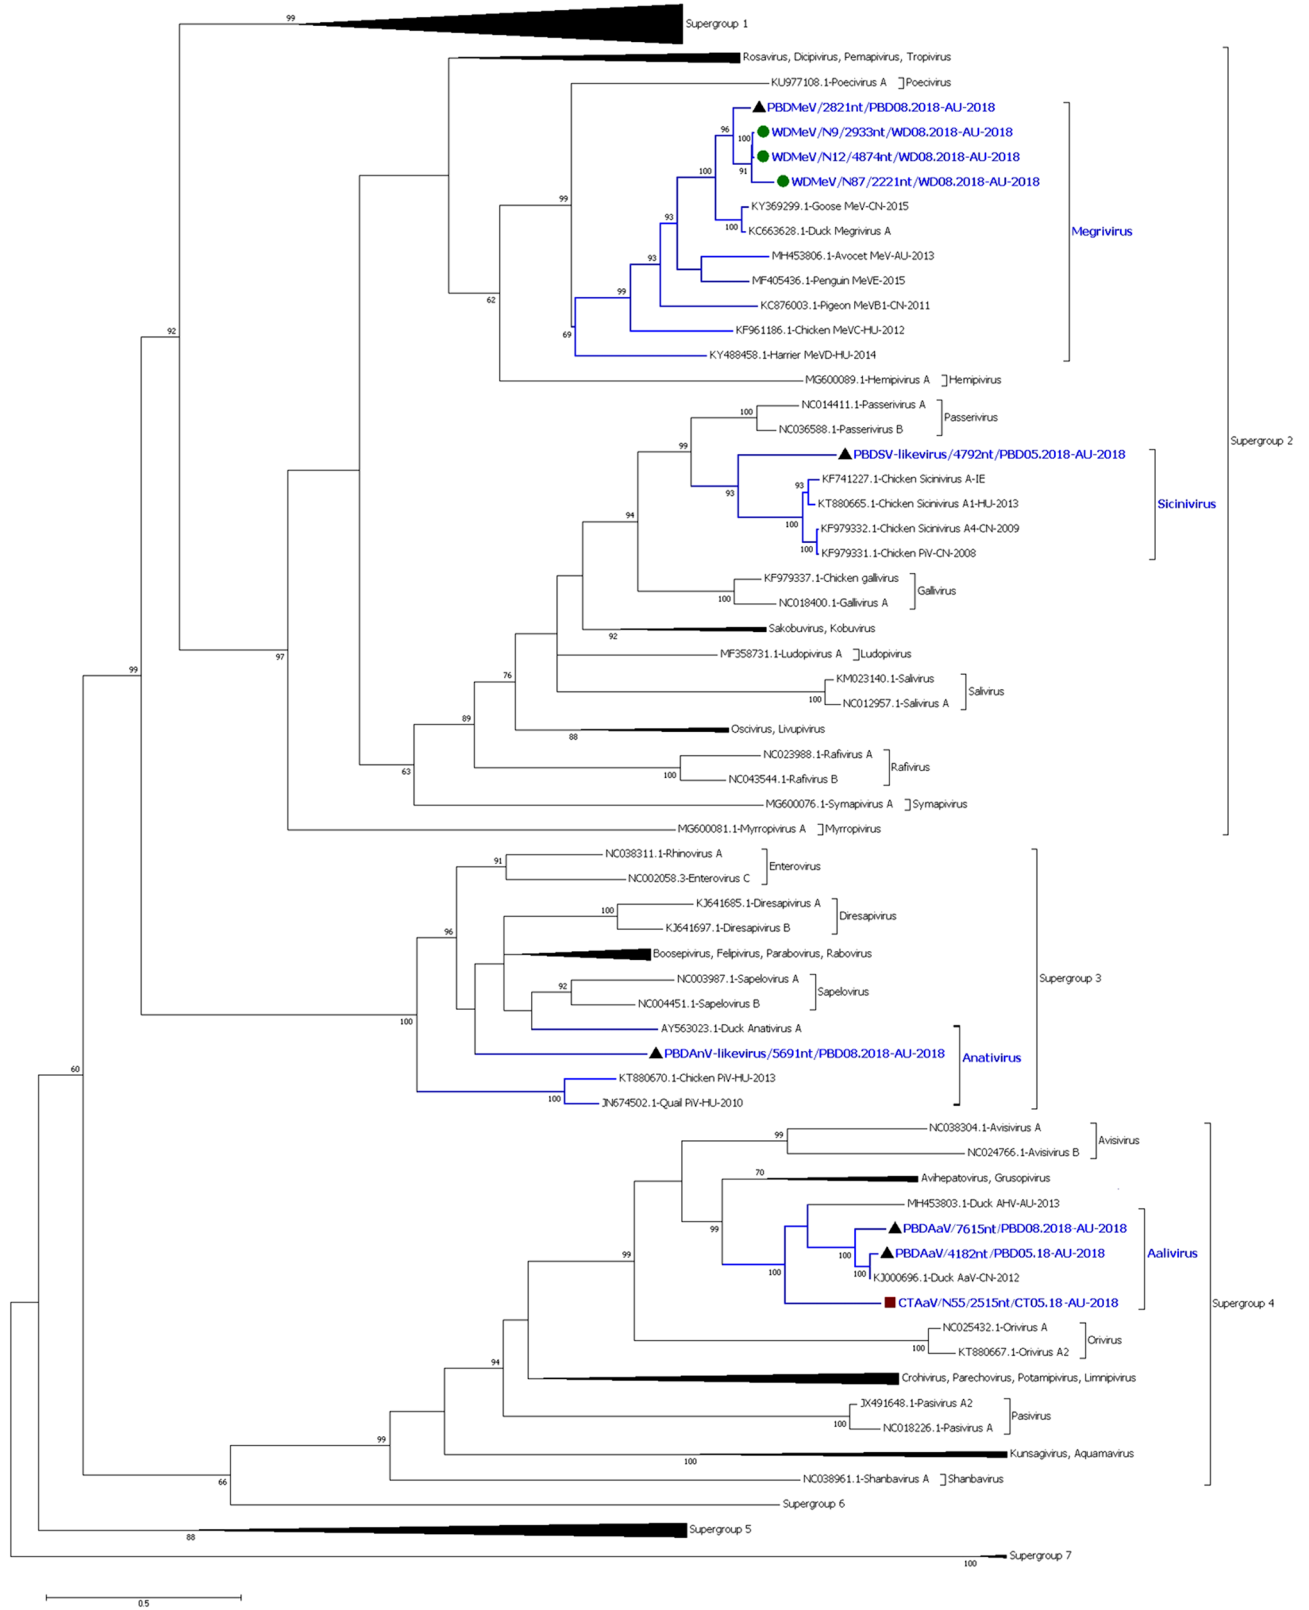 99
Supergroup 1
Rosavirus, Dicipivirus, Pemapivirus, Tropivirus
KU977108.1-Poecivirus A
Poecivirus
PBDMeV/2821nt/PBD08.2018-AU-2018
96
WDMeV/N9/2933nt/WD08.2018-AU-2018
100
WDMeV/N12/4874nt/WD08.2018-AU-2018
100
91
WDMeV/N87/2221nt/WD08.2018-AU-2018
99
KY369299.1-Goose MeV-CN-2015
93
100
KC663628.1-Duck Megrivirus A
Megrivirus
93
MH453806.1-Avocet MeV-AU-2013
MF405436.1-Penguin MeVE-2015
99
62
KC876003.1-Pigeon MeVB1-CN-2011
92
69
KF961186.1-Chicken MeVC-HU-2012
KY488458.1-Harrier MeVD-HU-2014
MG600089.1-Hemipivirus A
Hemipivirus
NC014411.1-Passerivirus A
100
Passerivirus
NC036588.1-Passerivirus B
Supergroup 2
99
PBDSV-likevirus/4792nt/PBD05.2018-AU-2018
93
93
KF741227.1-Chicken Sicinivirus A-IE
KT880665.1-Chicken Sicinivirus A1-HU-2013
Sicinivirus
94
100
KF979332.1-Chicken Sicinivirus A4-CN-2009
100
KF979331.1-Chicken PiV-CN-2008
KF979337.1-Chicken gallivirus
Gallivirus
100
NC018400.1-Gallivirus A
92
Sakobuvirus, Kobuvirus
97
MF358731.1-Ludopivirus A
Ludopivirus
99
76
KM023140.1-Salivirus
Salivirus
100
NC012957.1-Salivirus A
89
88
Oscivirus, Livupivirus
NC023988.1-Rafivirus A
63
100
Rafivirus
NC043544.1-Rafivirus B
MG600076.1-Symapivirus A
Symapivirus
MG600081.1-Myrropivirus A
Myrropivirus
NC038311.1-Rhinovirus A
91
Enterovirus
NC002058.3-Enterovirus C
KJ641685.1-Diresapivirus A
100
Diresapivirus
KJ641697.1-Diresapivirus B
96
Boosepivirus, Felipivirus, Parabovirus, Rabovirus
NC003987.1-Sapelovirus A
Supergroup 3
92
Sapelovirus
NC004451.1-Sapelovirus B
100
AY563023.1-Duck Anativirus A
PBDAnV-likevirus/5691nt/PBD08.2018-AU-2018
Anativirus
60
KT880670.1-Chicken PiV-HU-2013
100
JN674502.1-Quail PiV-HU-2010
NC038304.1-Avisivirus A
99
Avisivirus
NC024766.1-Avisivirus B
70
Avihepatovirus, Grusopivirus
MH453803.1-Duck AHV-AU-2013
99
PBDAaV/7615nt/PBD08.2018-AU-2018
99
100
PBDAaV/4182nt/PBD05.18-AU-2018
Aalivirus
100
100
KJ000696.1-Duck AaV-CN-2012
CTAaV/N55/2515nt/CT05.18-AU-2018
Supergroup 4
NC025432.1-Orivirus A
Orivirus
100
KT880667.1-Orivirus A2
94
Crohivirus, Parechovirus, Potamipivirus, Limnipivirus
JX491648.1-Pasivirus A2
Pasivirus
100
NC018226.1-Pasivirus A
99
100
Kunsagivirus, Aquamavirus
66
NC038961.1-Shanbavirus A
Shanbavirus
Supergroup 6
88
Supergroup 5
100
Supergroup 7
0.5